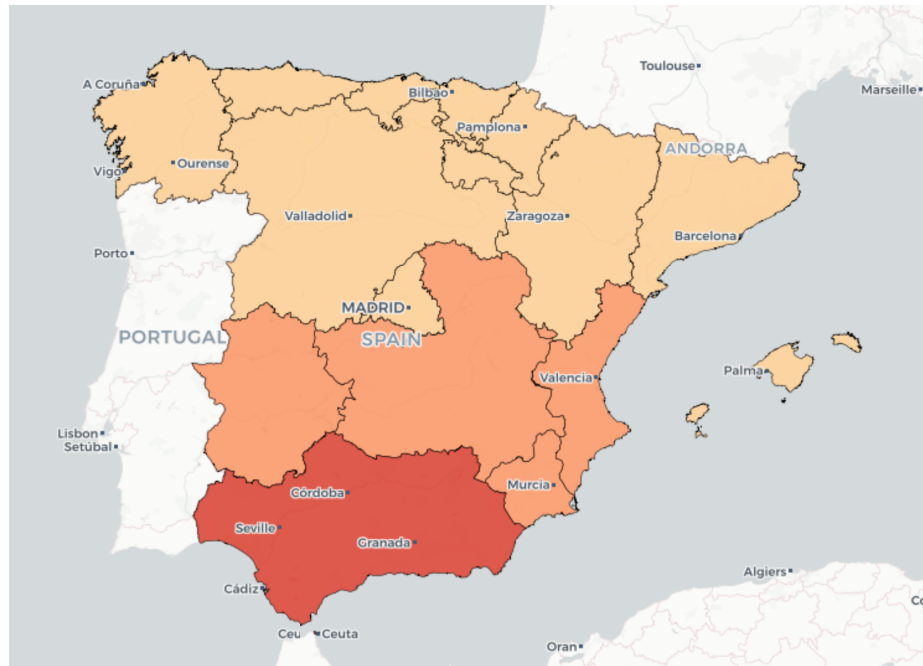 Toulouse
Marseille
A Coruña
Bilbao
Pamplona
ANDORRA
Vigo
Ourense
Valladolid
Zaragoza
Barcelona
Porto
MADRID
PORTUGAL
SPAIN
Palma
Valencia
Lisbon
Setúbal
Murcia
Córdoba
Seville
Granada
Cádiz
Algiers
Ceu
Ceuta
Oran